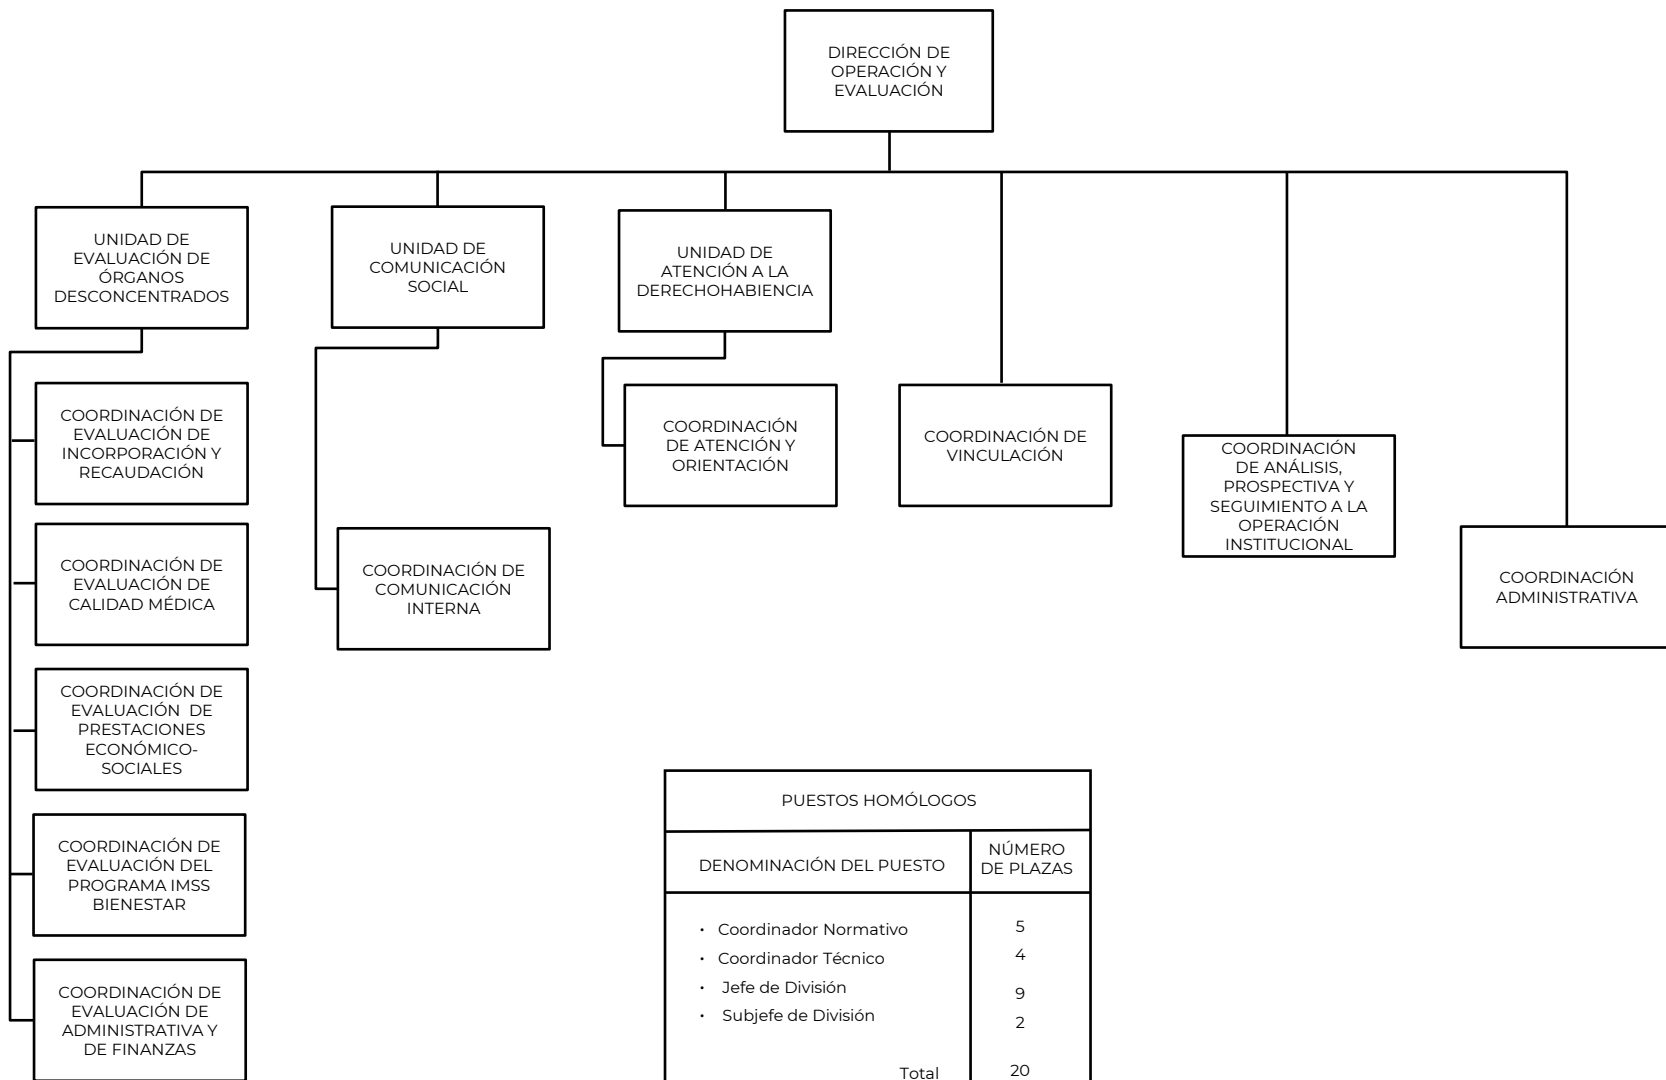 DIRECCIÓN DE
OPERACIÓN Y
EVALUACIÓN
UNIDAD DE
EVALUACIÓN DE
ÓRGANOS
DESCONCENTRADOS
UNIDAD DE
COMUNICACIÓN
SOCIAL
UNIDAD DE
ATENCIÓN A LA
DERECHOHABIENCIA
COORDINACIÓN DE
EVALUACIÓN DE
INCORPORACIÓN Y
RECAUDACIÓN
COORDINACIÓN
DE ATENCIÓN Y
ORIENTACIÓN
COORDINACIÓN DE
VINCULACIÓN
COORDINACIÓN
DE ANÁLISIS,
PROSPECTIVA Y
SEGUIMIENTO A LA
OPERACIÓN
INSTITUCIONAL
COORDINACIÓN DE
EVALUACIÓN DE
CALIDAD MÉDICA
COORDINACIÓN DE
COMUNICACIÓN
INTERNA
COORDINACIÓN
ADMINISTRATIVA
COORDINACIÓN DE
EVALUACIÓN DE
PRESTACIONES
ECONÓMICO-
SOCIALES
COORDINACIÓN DE
EVALUACIÓN DEL
PROGRAMA IMSS
BIENESTAR
COORDINACIÓN DE
EVALUACIÓN DE
ADMINISTRATIVA Y
DE FINANZAS
PUESTOS HOMÓLOGOS
DENOMINACIÓN DEL PUESTO
NÚMERO
DE PLAZAS
• Coordinador Normativo 5
• Coordinador Técnico 4
• Jefe de División 9
• Subjefe de División 2
Total 20